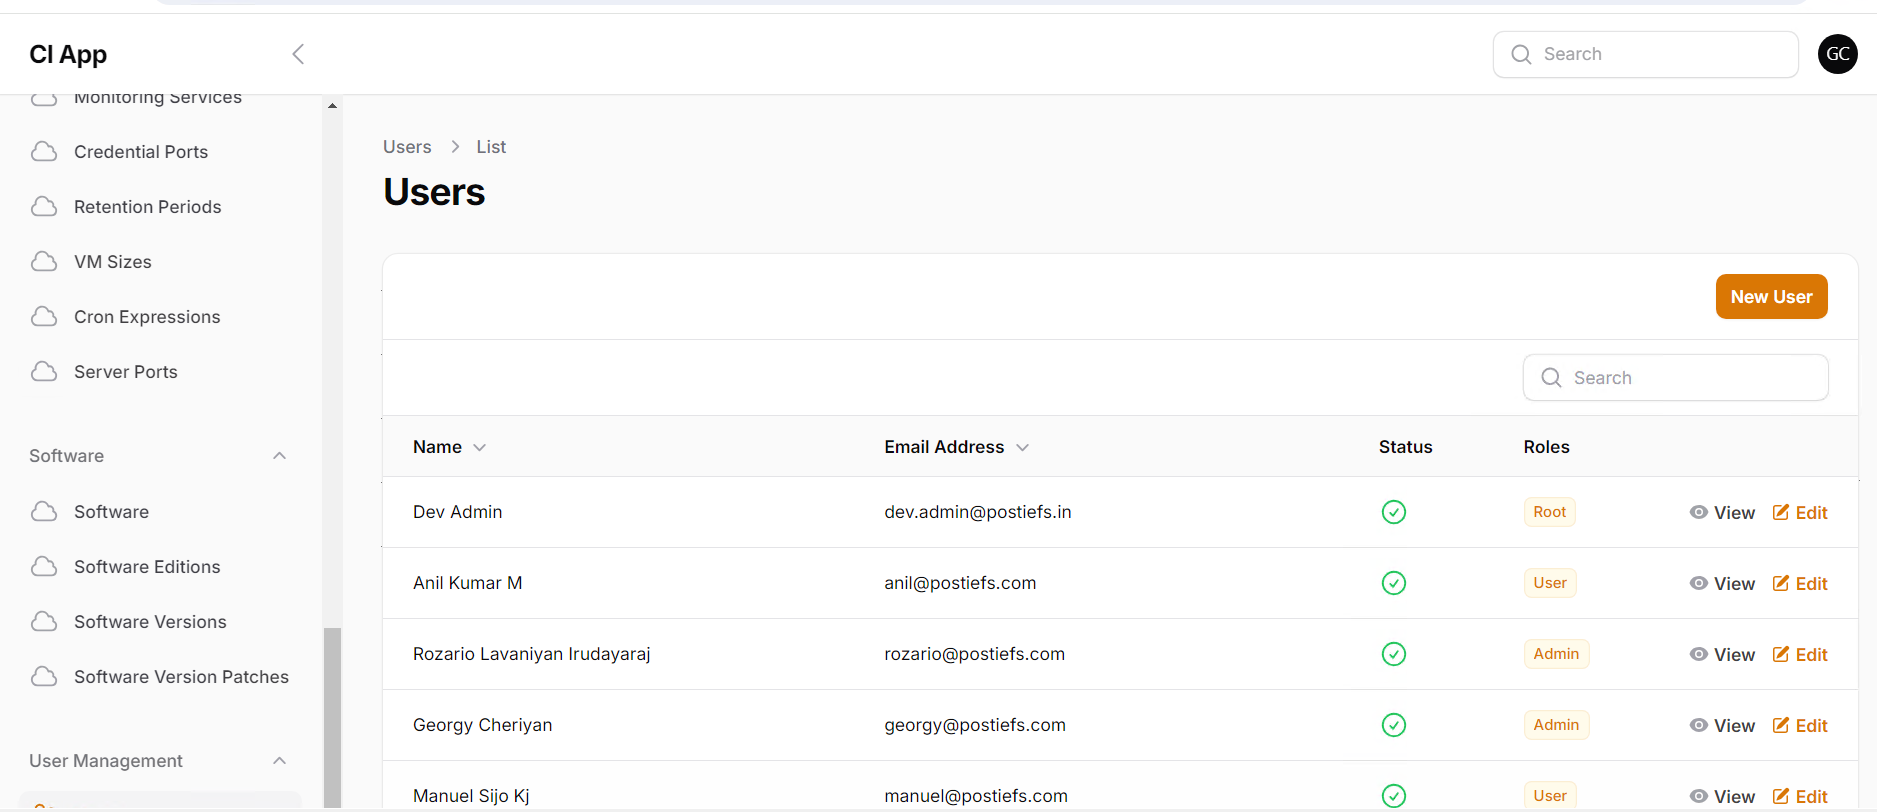 CI App
Search
GC
Monitoring Services
Credential Ports
Retention Periods
VM Sizes
Cron Expressions
Server Ports
Software
Software
Software Editions
Software Versions
Software Version Patches
User Management
Users > List
Users
New User
Search
Name Email Address Status Roles
Dev Admin dev.admin@postiefs.in Root View Edit
Anil Kumar M anil@postiefs.com User View Edit
Rozario Lavaniyan Irudayaraj rozario@postiefs.com Admin View Edit
Georgy Cheriyan georgy@postiefs.com Admin View Edit
Manuel Sijo Kj manuel@postiefs.com User View Edit